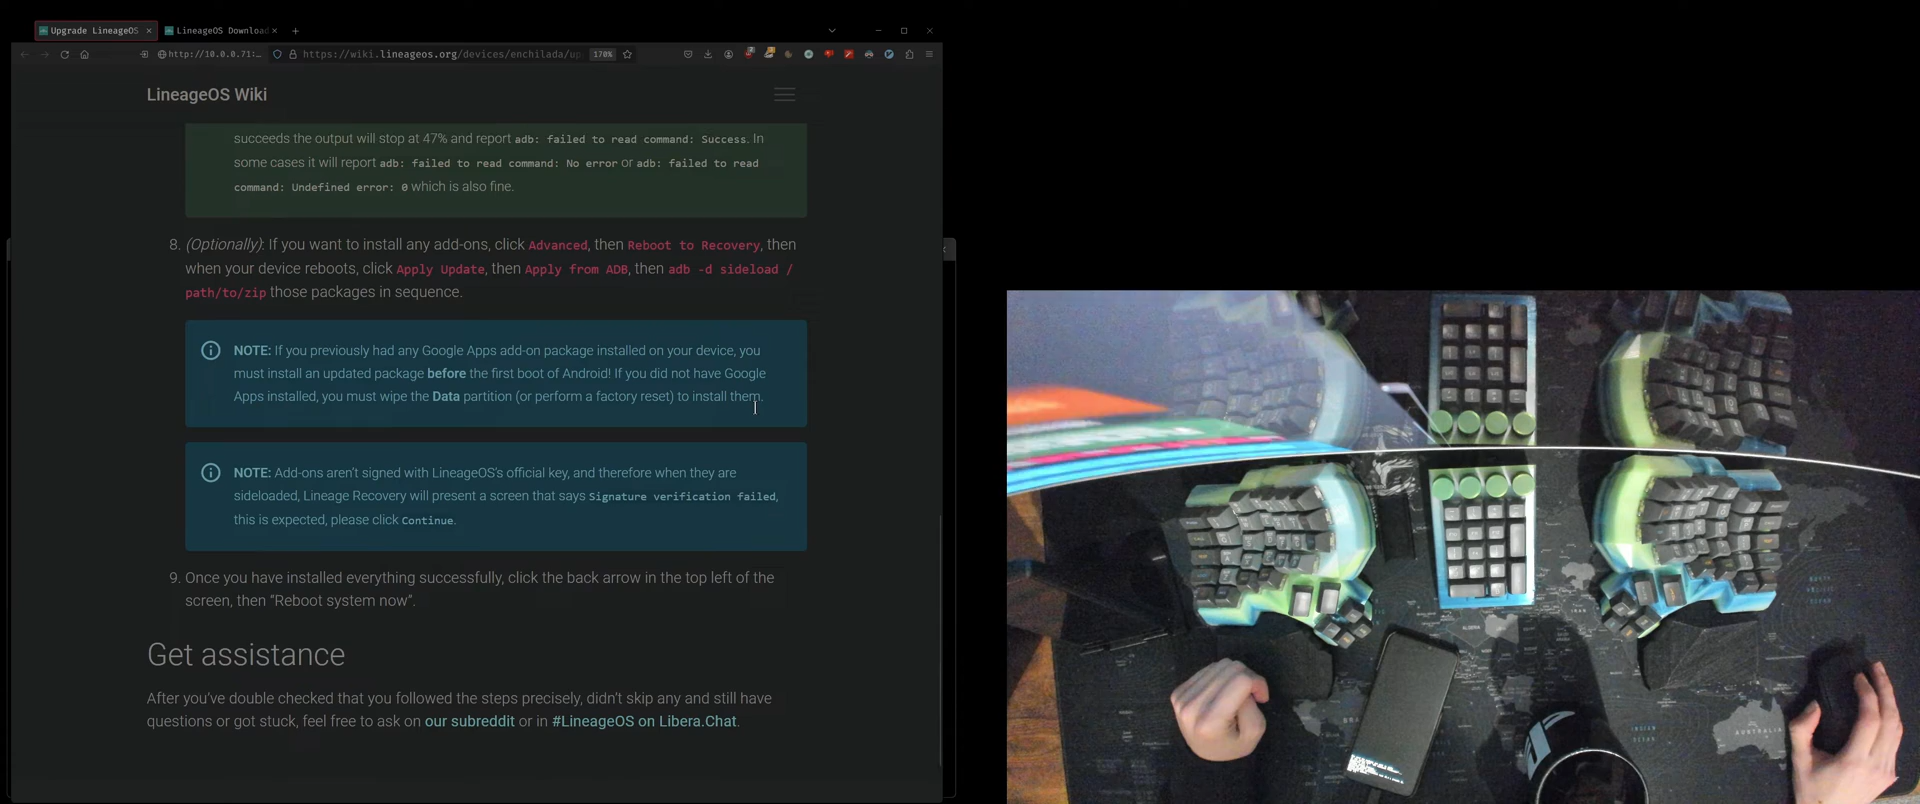 Upgrade LineageOS
LineageOS Download
http://10.0.0.71:…
https://wiki.lineageos.org/devices/enchilada/up
170%
LineageOS Wiki
succeeds the output will stop at 47% and report adb: failed to read command: Success. In
some cases it will report adb: failed to read command: No error or adb: failed to read
command: Undefined error: 0 which is also fine.
8. (Optionally): If you want to install any add-ons, click Advanced, then Reboot to Recovery, then
when your device reboots, click Apply Update, then Apply from ADB, then adb -d sideload /
path/to/zip those packages in sequence.
NOTE: If you previously had any Google Apps add-on package installed on your device, you
must install an updated package before the first boot of Android! If you did not have Google
Apps installed, you must wipe the Data partition (or perform a factory reset) to install them.
NOTE: Add-ons aren't signed with LineageOS's official key, and therefore when they are
sideloaded, Lineage Recovery will present a screen that says Signature verification failed,
this is expected, please click Continue.
9. Once you have installed everything successfully, click the back arrow in the top left of the
screen, then “Reboot system now”.
Get assistance
After you've double checked that you followed the steps precisely, didn't skip any and still have
questions or got stuck, feel free to ask on our subreddit or in #LineageOS on Libera.Chat.
AUSTRALIA